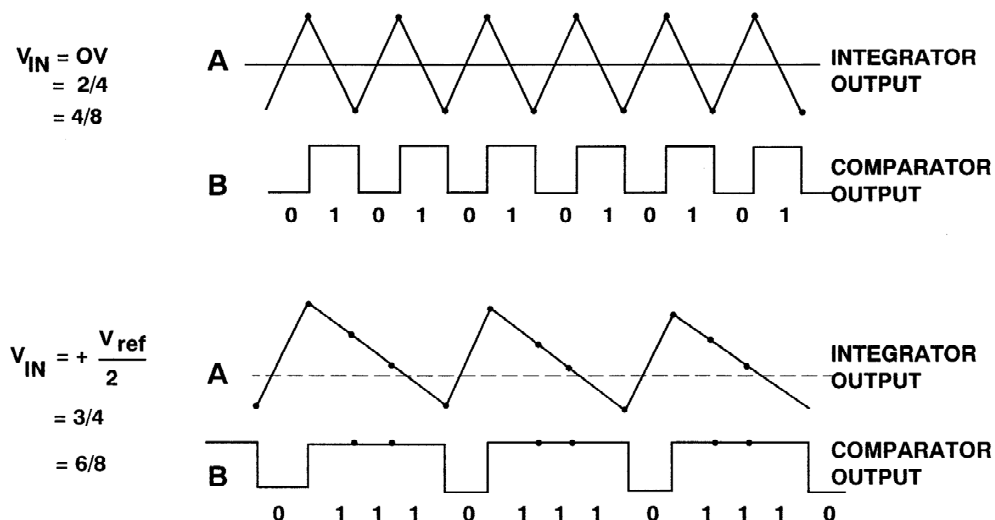 V_IN = 0V
= 2/4
= 4/8
A
INTEGRATOR
OUTPUT
B
COMPARATOR
OUTPUT
0 1 0 1 0 1 0 1 0 1 0 1
V_IN = + V_ref / 2
= 3/4
= 6/8
A
INTEGRATOR
OUTPUT
B
COMPARATOR
OUTPUT
0 1 1 1 0 1 1 1 0 1 1 1 0